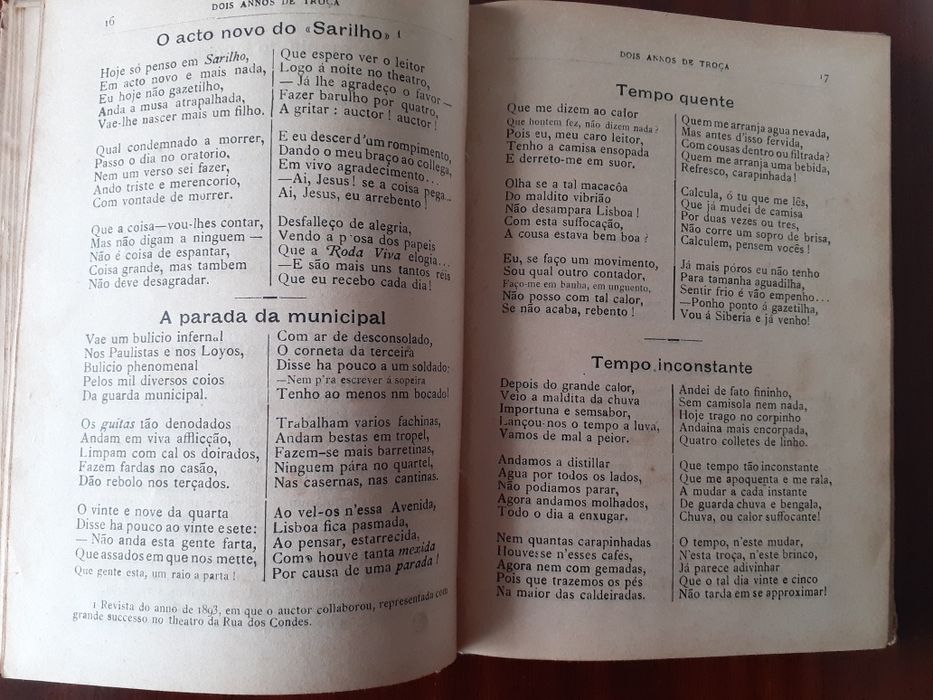 16
DOIS ANNOS DE TROÇA
O acto novo do «Sarilho» 1
Hoje só penso em Sarilho,
Em acto novo e mais nada,
Eu hoje não gazetilho,
Anda a musa atrapalhada,
Vae-lhe nascer mais um filho.
Qual condemnado a morrer,
Passo o dia no oratorio,
Nem um verso sei fazer,
Ando triste e merencorio,
Com vontade de morrer.
Que a coisa—vou-lhes contar,
Mas não digam a ninguem —
Não é coisa de espantar,
Coisa grande, mas tambem
Não deve desagradar.
Que espero ver o leitor
Logo á noite no theatro,
— Já lhe agradeço o favor—
Fazer barulho por quatro,
A gritar : auctor ! auctor !
E eu descer d'um rompimento,
Dando o meu braço ao collega,
Em vivo agradecimento...
—Ai, Jesus! se a coisa pega...
Ai, Jesus, eu arrebento !
Desfalleço de alegria,
Vendo a p osa dos papeis
Que a Roda Viva elogia...
—E são mais uns tantos réis
Que eu recebo cada dia!
A parada da municipal
Vae um bulicio infernal
Nos Paulistas e nos Loyos,
Bulicio phenomenal
Pelos mil diversos coios
Da guarda municipal.
Os guitas tão denodados
Andam em viva afflicção,
Limpam com cal os doirados,
Fazem fardas no casão,
Dão rebolo nos terçados.
O vinte e nove da quarta
Disse ha pouco ao vinte e sete:
— Não anda esta gente farta,
Que assados em que nos mette,
Que gente esta, um raio a parta !
Com ar de desconsolado,
O corneta da terceira
Disse ha pouco a um soldado:
—Nem p'ra escrever á sopeira
Tenho ao menos nm bocado!
Trabalham varios fachinas,
Andam bestas em tropel,
Fazem-se mais barretinas,
Ninguem pára no quartel,
Nas casernas, nas cantinas.
Ao vel-os n'essa Avenida,
Lisboa fica pasmada,
Ao pensar, estarrecida,
Como houve tanta mexida
Por causa de uma parada !
1 Revista do anno de 1893, em que o auctor collaborou, representada com
grande successo no theatro da Rua dos Condes.
DOIS ANNOS DE TROÇA
17
Tempo quente
Que me dizem ao calor
Que hontem fez, não dizem nada ?
Pois eu, meu caro leitor,
Tenho a camisa ensopada
E derreto-me em suor.
Olha se a tal macacôa
Do maldito vibrião
Não desampara Lisboa !
Com esta suffocação,
A cousa estava bem boa ?
Eu, se faço um movimento,
Sou qual outro contador,
Faço-me em banha, em unguento,
Não posso com tal calor,
Se não acaba, rebento !
Quem me arranja agua nevada,
Mas antes d'isso fervida,
Com cousas dentro ou filtrada?
Quem me arranja uma bebida,
Refresco, carapinhada !
Calcula, ó tu que me lês,
Que já mudei de camisa
Por duas vezes ou tres,
Não corre um sopro de brisa,
Calculem, pensem vocês !
Já mais póros eu não tenho
Para tamanha aguadilha,
Sentir frio é vão empenho...
—Ponho ponto á gazetilha,
Vou á Siberia e já venho!
Tempo inconstante
Depois do grande calor,
Veio a maldita da chuva
Importuna e semsabor,
Lançou-nos o tempo a luva,
Vamos de mal a peior.
Andamos a distillar
Agua por todos os lados,
Não podiamos parar,
Agora andamos molhados,
Todo o dia a enxugar.
Nem quantas carapinhadas
Houvesse n'esses cafés,
Agora nem com gemadas,
Pois que trazemos os pés
Na maior das caldeiradas.
Andei de fato fininho,
Sem camisola nem nada,
Hoje trago no corpinho
Andaina mais encorpada,
Quatro colletes de linho.
Que tempo tão inconstante
Que me apoquenta e me rala,
A mudar a cada instante
De guarda chuva e bengala,
Chuva, ou calor suffocante!
O tempo, n'este mudar,
N'esta troça, n'este brinco,
Já parece adivinhar
Que o tal dia vinte e cinco
Não tarda em se approximar!